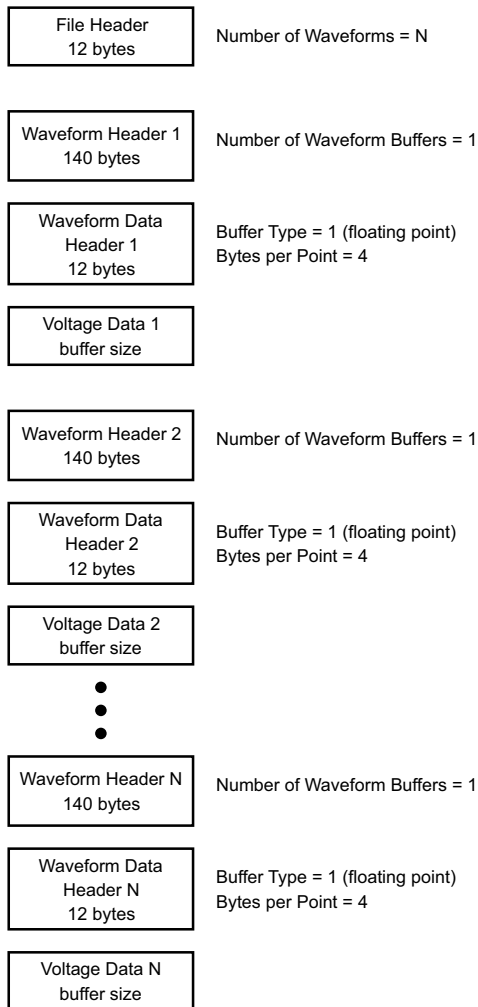 File Header
12 bytes
Number of Waveforms = N
Waveform Header 1
140 bytes
Number of Waveform Buffers = 1
Waveform Data
Header 1
12 bytes
Buffer Type = 1 (floating point)
Bytes per Point = 4
Voltage Data 1
buffer size
Waveform Header 2
140 bytes
Number of Waveform Buffers = 1
Waveform Data
Header 2
12 bytes
Buffer Type = 1 (floating point)
Bytes per Point = 4
Voltage Data 2
buffer size
Waveform Header N
140 bytes
Number of Waveform Buffers = 1
Waveform Data
Header N
12 bytes
Buffer Type = 1 (floating point)
Bytes per Point = 4
Voltage Data N
buffer size